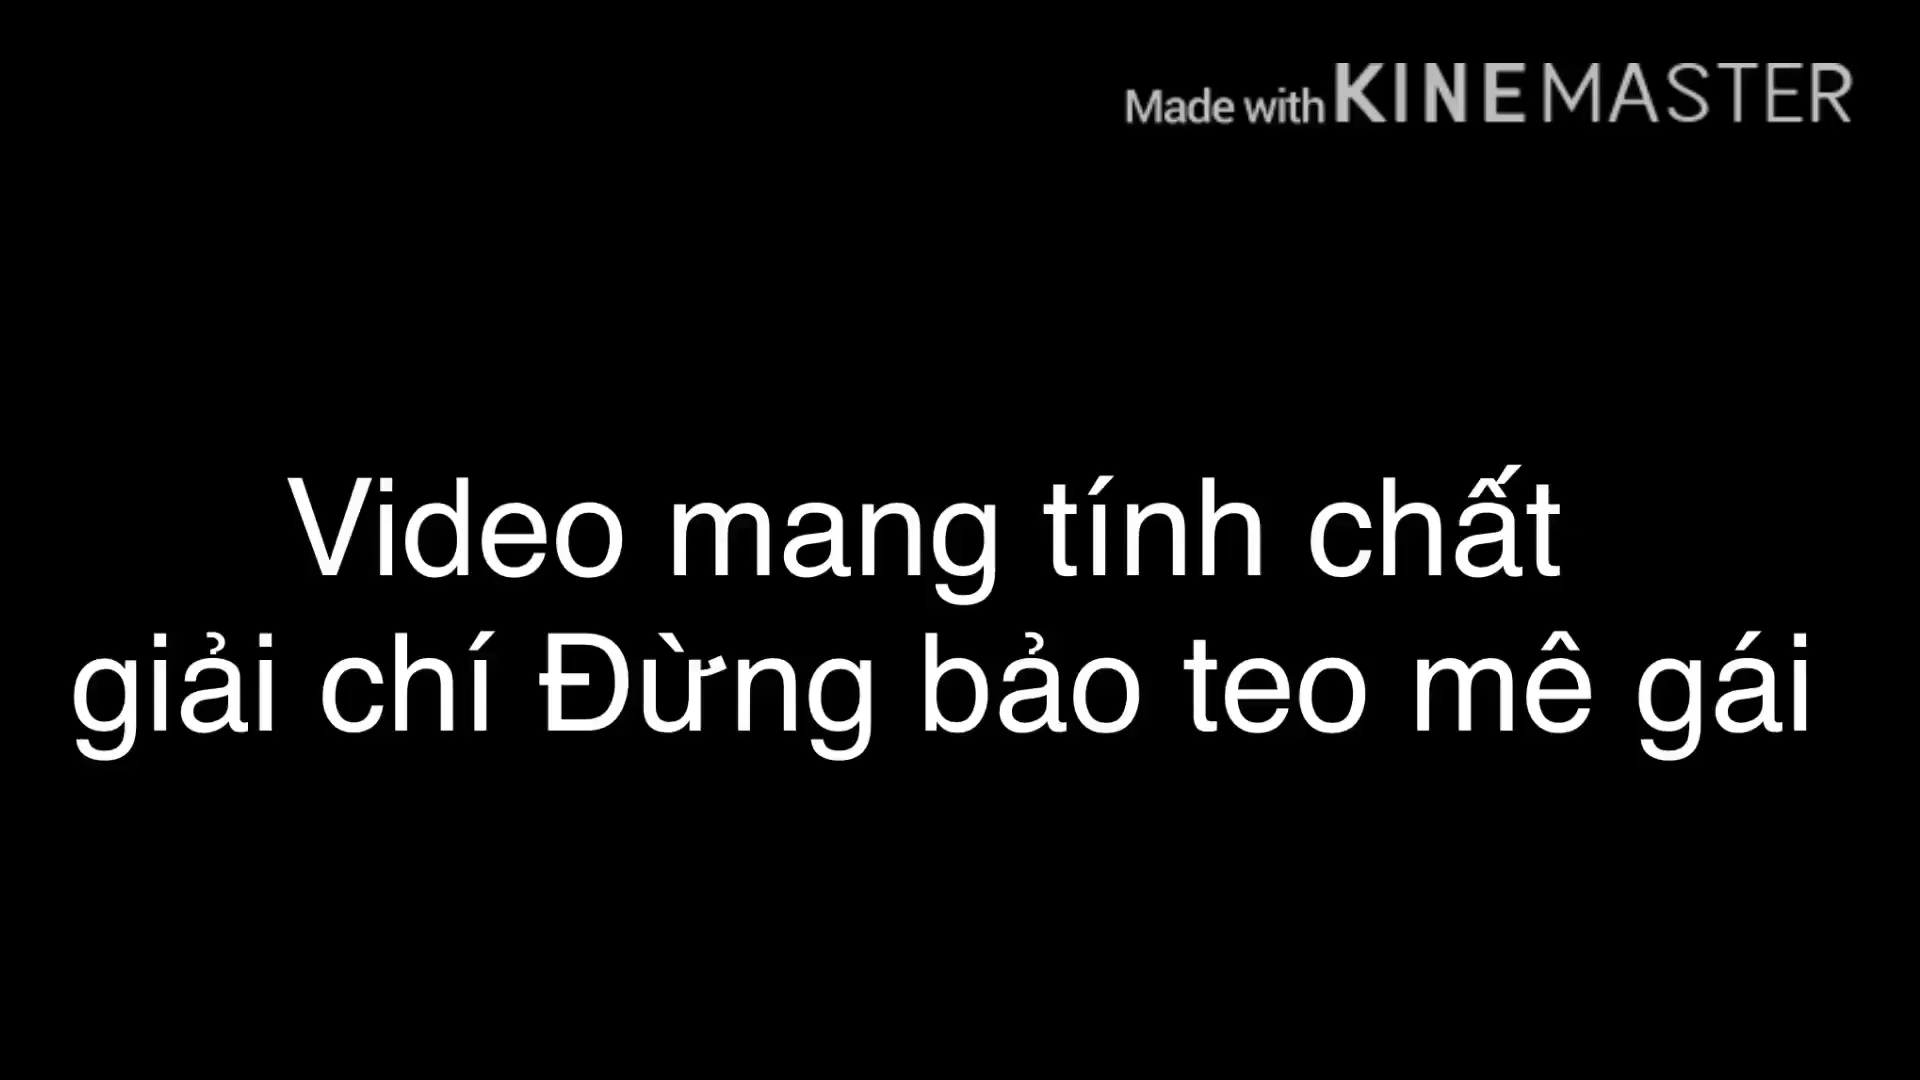 Made with KINEMASTER
Video mang tính chất
giải chí Đừng bảo teo mê gái